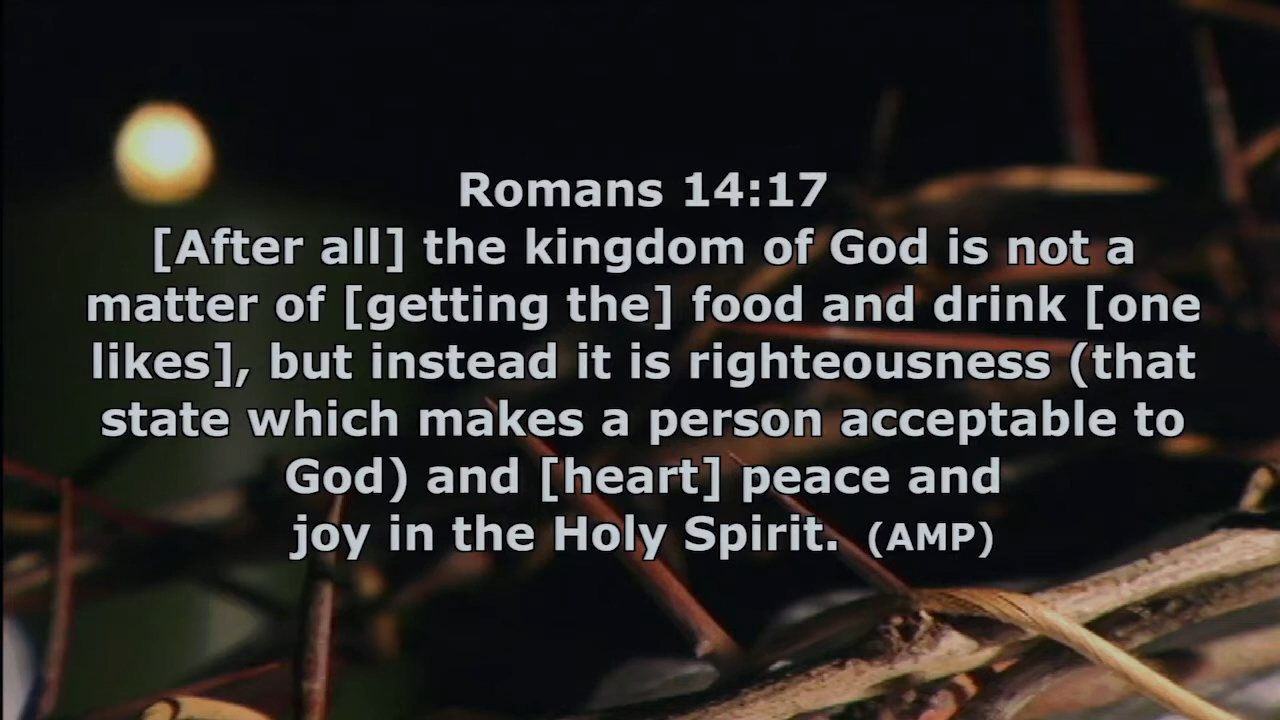 Romans 14:17
[After all] the kingdom of God is not a
matter of [getting the] food and drink [one
likes], but instead it is righteousness (that
state which makes a person acceptable to
God) and [heart] peace and
joy in the Holy Spirit. (AMP)